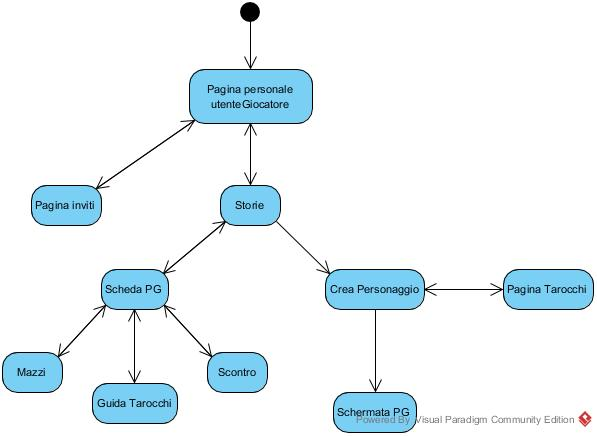 Pagina personale
utenteGiocatore
Pagina inviti
Storie
Scheda PG
Crea Personaggio
Pagina Tarocchi
Mazzi
Scontro
Guida Tarocchi
Schermata PG
Powered By Visual Paradigm Community Edition